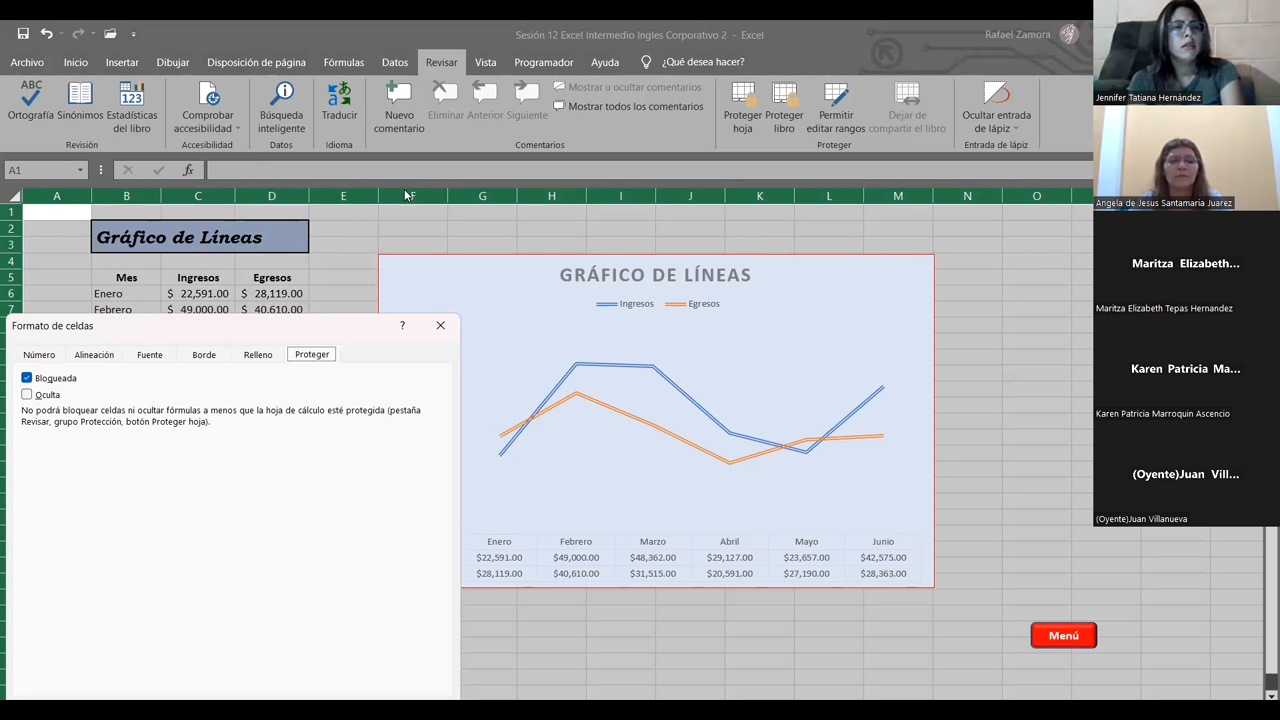 Sesión 12 Excel Intermedio Ingles Corporativo 2 - Excel
Rafael Zamora
Archivo Inicio Insertar Dibujar Disposición de página Fórmulas Datos Revisar Vista Programador Ayuda ¿Qué desea hacer?
ABC
Ortografía
Sinónimos
123
Estadísticas del libro
Revisión
Comprobar accesibilidad
Accesibilidad
Búsqueda inteligente
Datos
Traducir
Idioma
Nuevo comentario
Eliminar
Anterior
Siguiente
Mostrar u ocultar comentarios
Mostrar todos los comentarios
Comentarios
Proteger hoja
Proteger libro
Permitir editar rangos
Dejar de compartir el libro
Proteger
Ocultar entrada de lápiz
Entrada de lápiz
A1
fx
A B C D E F G H I J K L M N O
1
2
3
4
5
6
7
Gráfico de Líneas
Mes Ingresos Egresos
Enero $ 22,591.00 $ 28,119.00
Febrero $ 49,000.00 $ 40,610.00
Formato de celdas
?
Número Alineación Fuente Borde Relleno Proteger
Bloqueada
Oculta
No podrá bloquear celdas ni ocultar fórmulas a menos que la hoja de cálculo esté protegida (pestaña
Revisar, grupo Protección, botón Proteger hoja).
GRÁFICO DE LÍNEAS
Ingresos Egresos
Enero Febrero Marzo Abril Mayo Junio
$22,591.00 $49,000.00 $48,362.00 $29,127.00 $23,657.00 $42,575.00
$28,119.00 $40,610.00 $31,515.00 $20,591.00 $27,190.00 $28,363.00
Menú
Jennifer Tatiana Hernández
Angela de Jesus Santamaria Juarez
Maritza Elizabeth...
Maritza Elizabeth Tepas Hernandez
Karen Patricia Ma...
Karen Patricia Marroquin Ascencio
(Oyente)Juan Vill...
(Oyente)Juan Villanueva